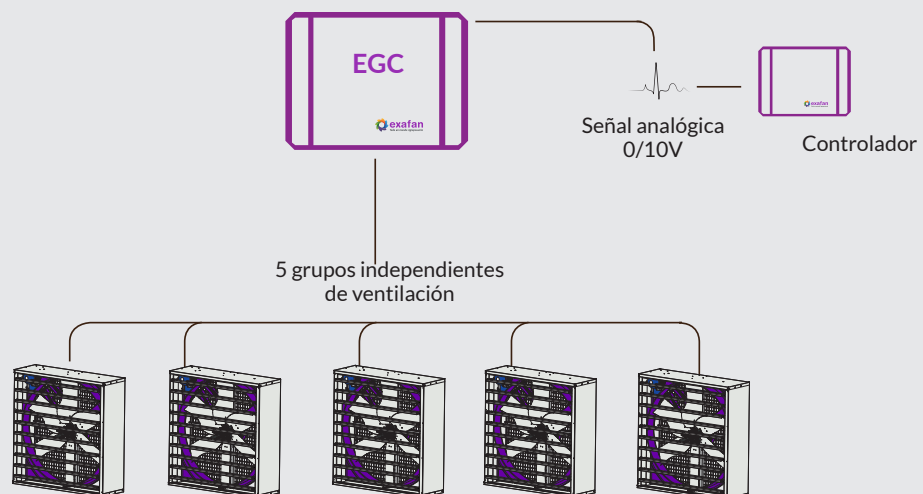 EGC
exafan
Señal analógica
0/10V
exafan
Controlador
5 grupos independientes
de ventilación